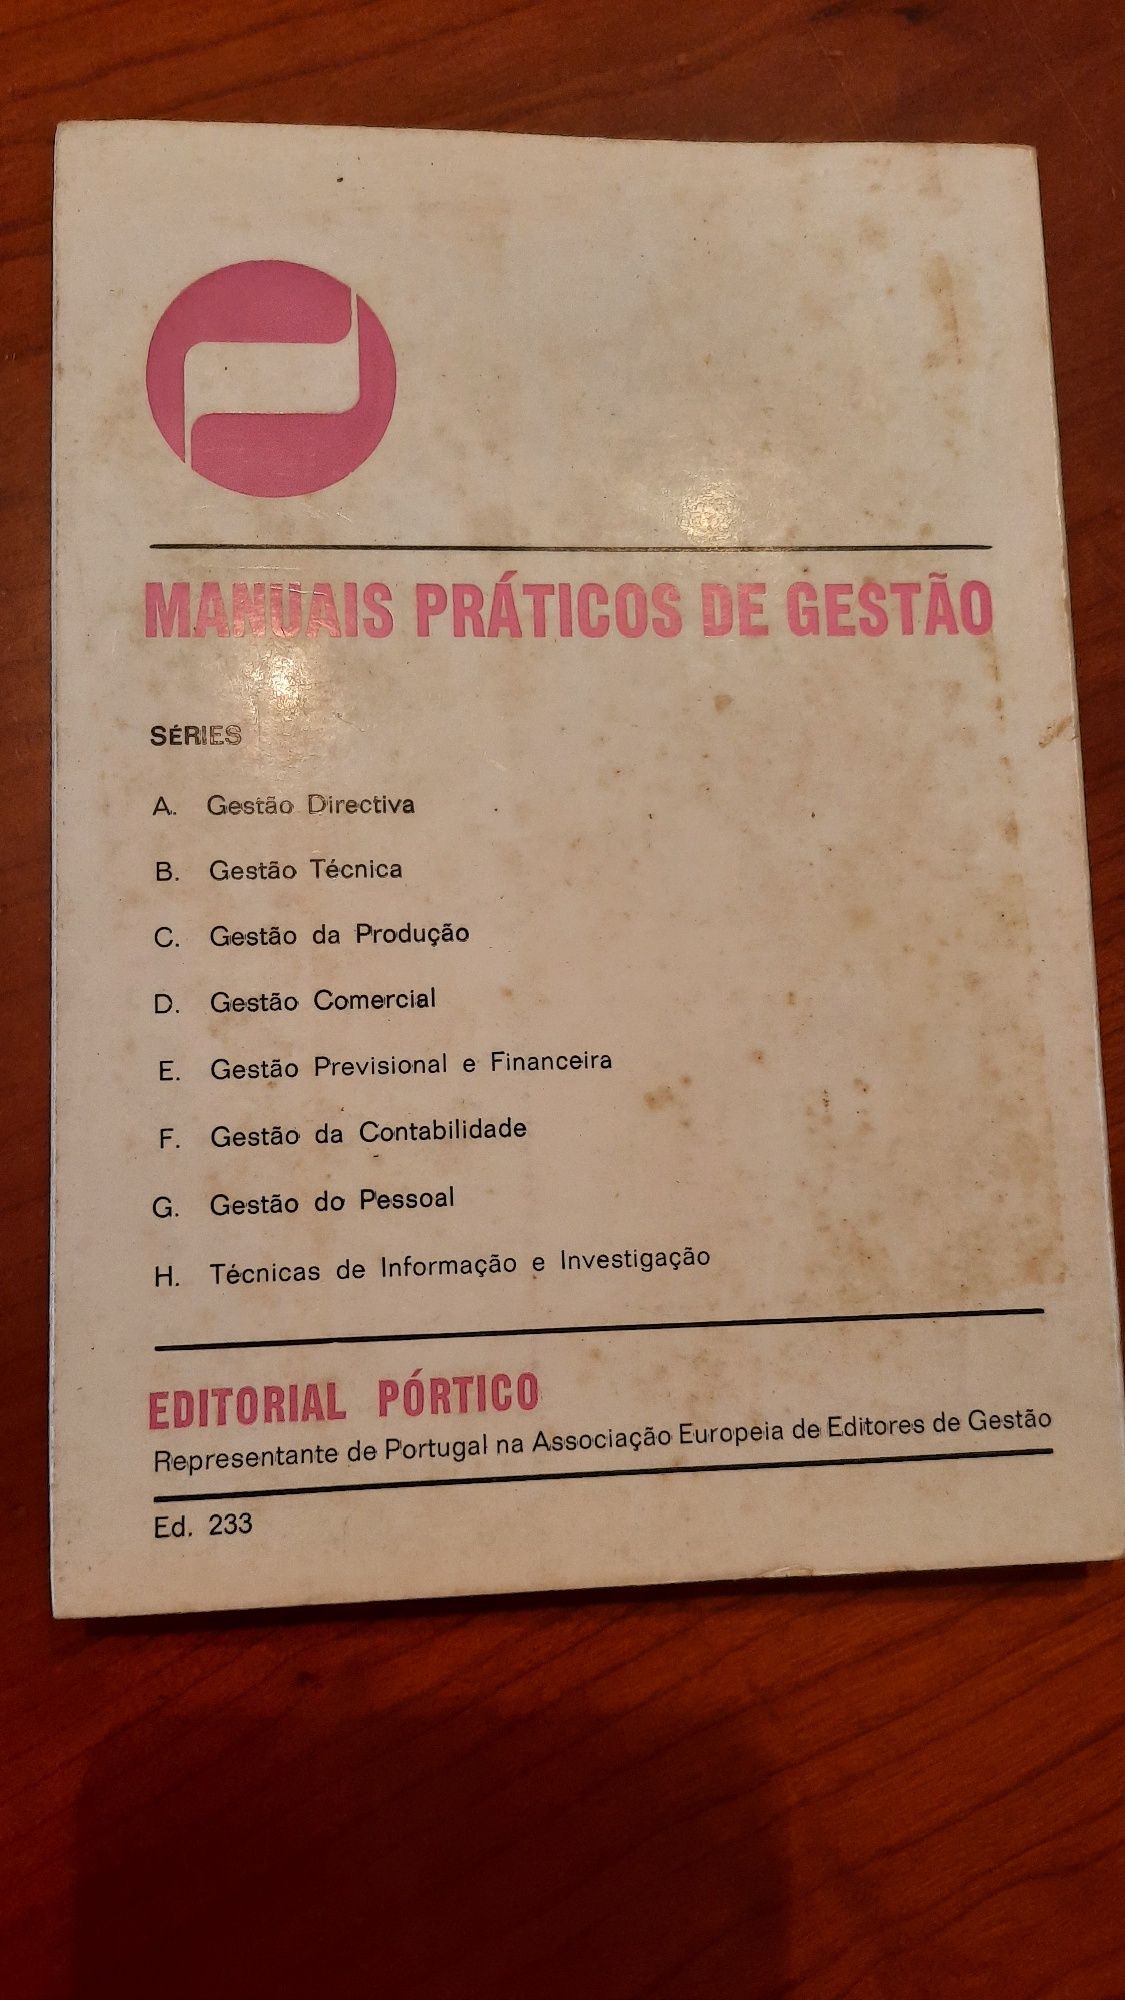 MANUAIS PRÁTICOS DE GESTÃO
SÉRIES
A. Gestão Directiva
B. Gestão Técnica
C. Gestão da Produção
D. Gestão Comercial
E. Gestão Previsional e Financeira
F. Gestão da Contabilidade
G. Gestão do Pessoal
H. Técnicas de Informação e Investigação
EDITORIAL PÓRTICO
Representante de Portugal na Associação Europeia de Editores de Gestão
Ed. 233